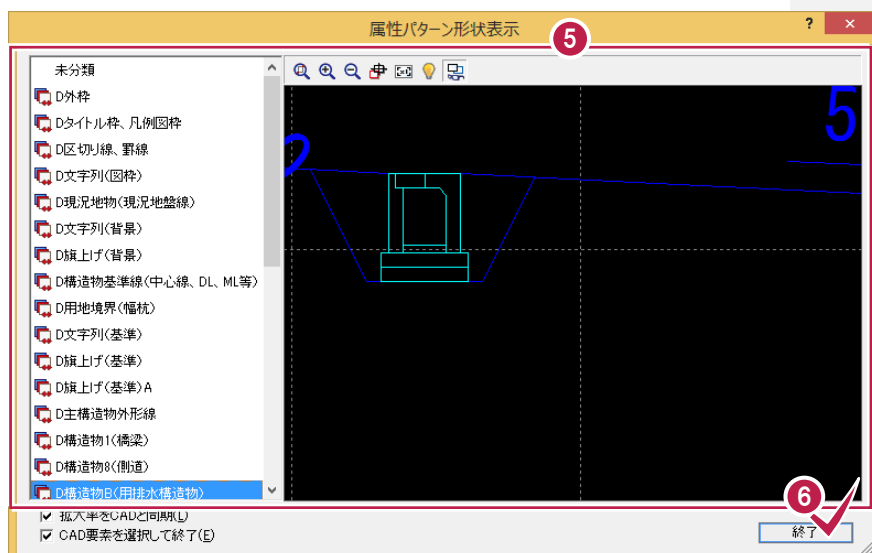 属性パターン形状表示
?
×
5
未分類
D外枠
Dタイトル枠、凡例図枠
D区切り線、罫線
D文字列(図枠)
D現況地物(現況地盤線)
D文字列(背景)
D旗上げ(背景)
D構造物基準線(中心線、DL、ML等)
D用地境界(幅杭)
D文字列(基準)
D旗上げ(基準)
D旗上げ(基準)A
D主構造物外形線
D構造物1(橋梁)
D構造物8(側道)
D構造物B(用排水構造物)
2
5
拡大率をCADと同期(L)
CAD要素を選択して終了(E)
6
終了